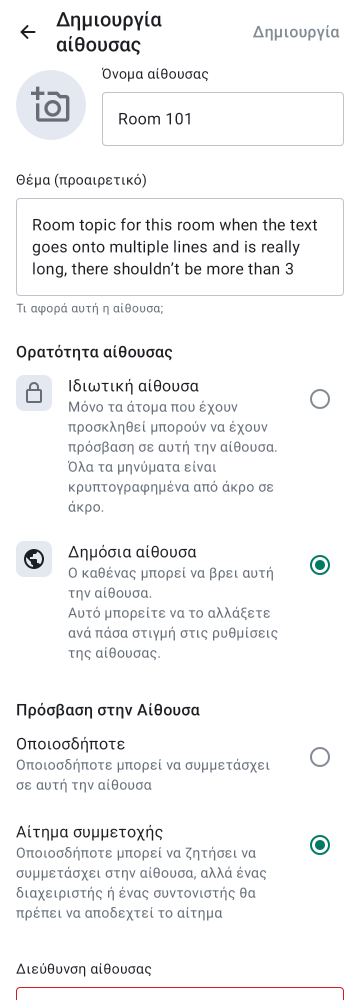 Δημιουργία
αίθουσας
Δημιουργία
Όνομα αίθουσας
Room 101
Θέμα (προαιρετικό)
Room topic for this room when the text
goes onto multiple lines and is really
long, there shouldn’t be more than 3
Τι αφορά αυτή η αίθουσα;
Ορατότητα αίθουσας
Ιδιωτική αίθουσα
Μόνο τα άτομα που έχουν
προσκληθεί μπορούν να έχουν
πρόσβαση σε αυτή την αίθουσα.
Όλα τα μηνύματα είναι
κρυπτογραφημένα από άκρο σε
άκρο.
Δημόσια αίθουσα
Ο καθένας μπορεί να βρει αυτή
την αίθουσα.
Αυτό μπορείτε να το αλλάξετε
ανά πάσα στιγμή στις ρυθμίσεις
της αίθουσας.
Πρόσβαση στην Αίθουσα
Οποιοσδήποτε
Οποιοσδήποτε μπορεί να συμμετάσχει
σε αυτή την αίθουσα
Αίτημα συμμετοχής
Οποιοσδήποτε μπορεί να ζητήσει να
συμμετάσχει στην αίθουσα, αλλά ένας
διαχειριστής ή ένας συντονιστής θα
πρέπει να αποδεχτεί το αίτημα
Διεύθυνση αίθουσας